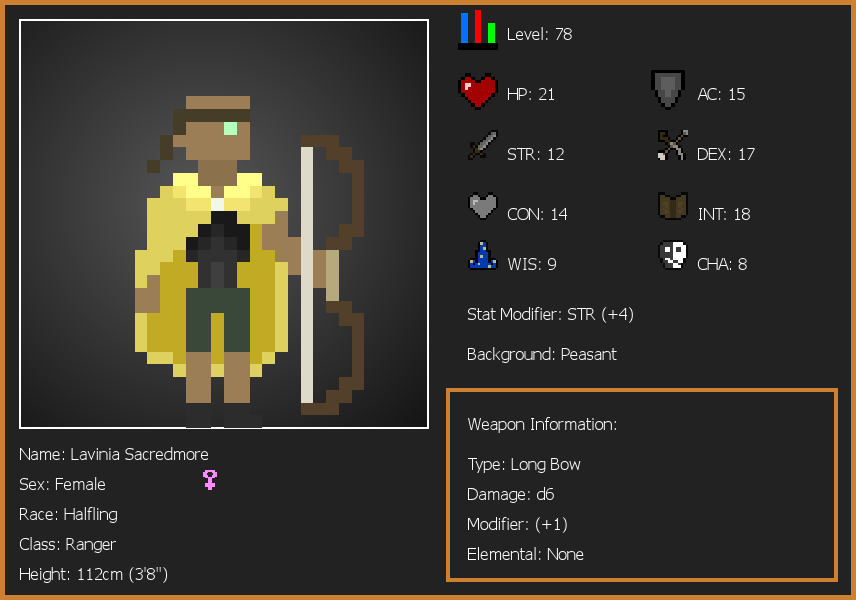 Level: 78
HP: 21
AC: 15
STR: 12
DEX: 17
CON: 14
INT: 18
WIS: 9
CHA: 8
Stat Modifier: STR (+4)
Background: Peasant
Weapon Information:
Type: Long Bow
Damage: d6
Modifier: (+1)
Elemental: None
Name: Lavinia Sacredmore
Sex: Female
Race: Halfling
Class: Ranger
Height: 112cm (3'8")